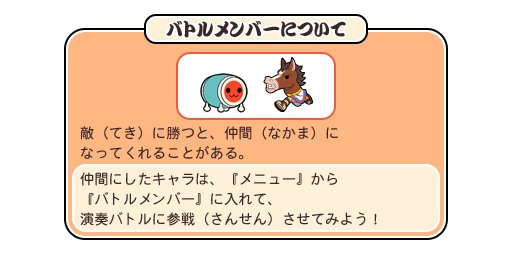 バトルメンバーについて
敵（てき）に勝つと、仲間（なかま）に
なってくれることがある。
仲間にしたキャラは、『メニュー』から
『バトルメンバー』に入れて、
演奏バトルに参戦（さんせん）させてみよう！